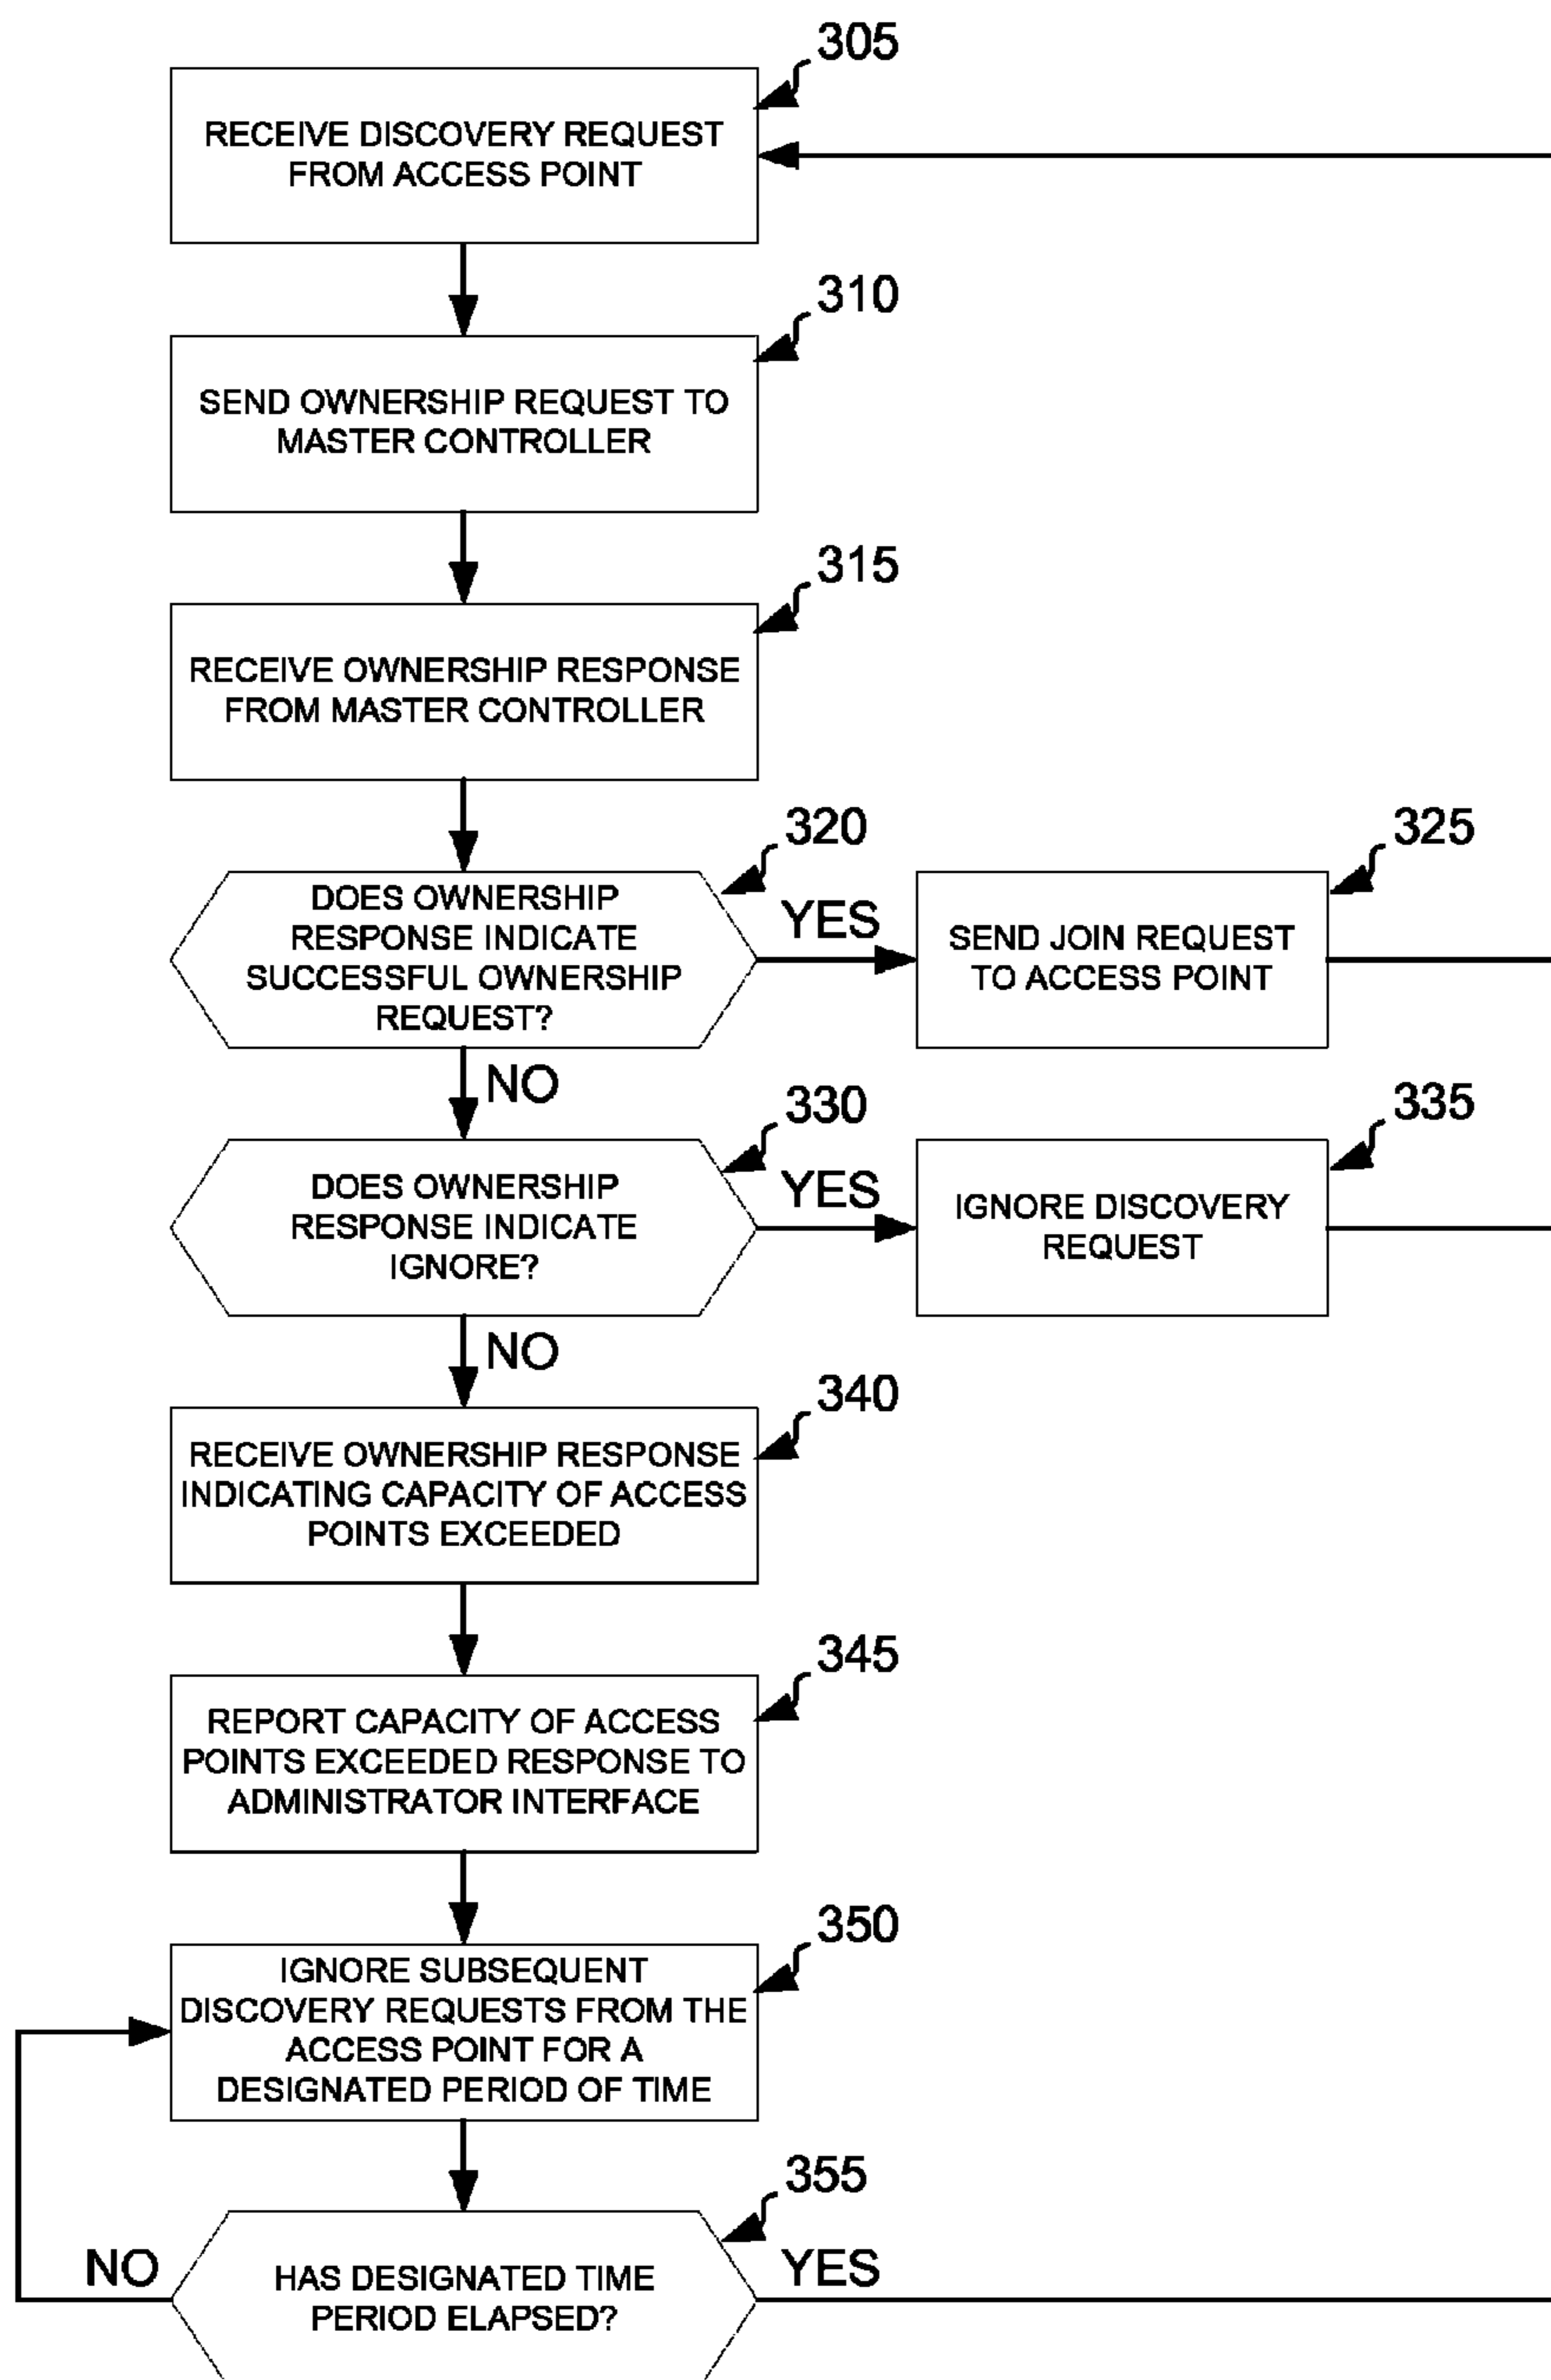 305
RECEIVE DISCOVERY REQUEST
FROM ACCESS POINT
310
SEND OWNERSHIP REQUEST TO
MASTER CONTROLLER
315
RECEIVE OWNERSHIP RESPONSE
FROM MASTER CONTROLLER
320
DOES OWNERSHIP
RESPONSE INDICATE
SUCCESSFUL OWNERSHIP
REQUEST?
YES
325
SEND JOIN REQUEST
TO ACCESS POINT
NO
330
DOES OWNERSHIP
RESPONSE INDICATE
IGNORE?
YES
335
IGNORE DISCOVERY
REQUEST
NO
340
RECEIVE OWNERSHIP RESPONSE
INDICATING CAPACITY OF ACCESS
POINTS EXCEEDED
345
REPORT CAPACITY OF ACCESS
POINTS EXCEEDED RESPONSE TO
ADMINISTRATOR INTERFACE
350
IGNORE SUBSEQUENT
DISCOVERY REQUESTS FROM THE
ACCESS POINT FOR A
DESIGNATED PERIOD OF TIME
355
NO
HAS DESIGNATED TIME
PERIOD ELAPSED?
YES